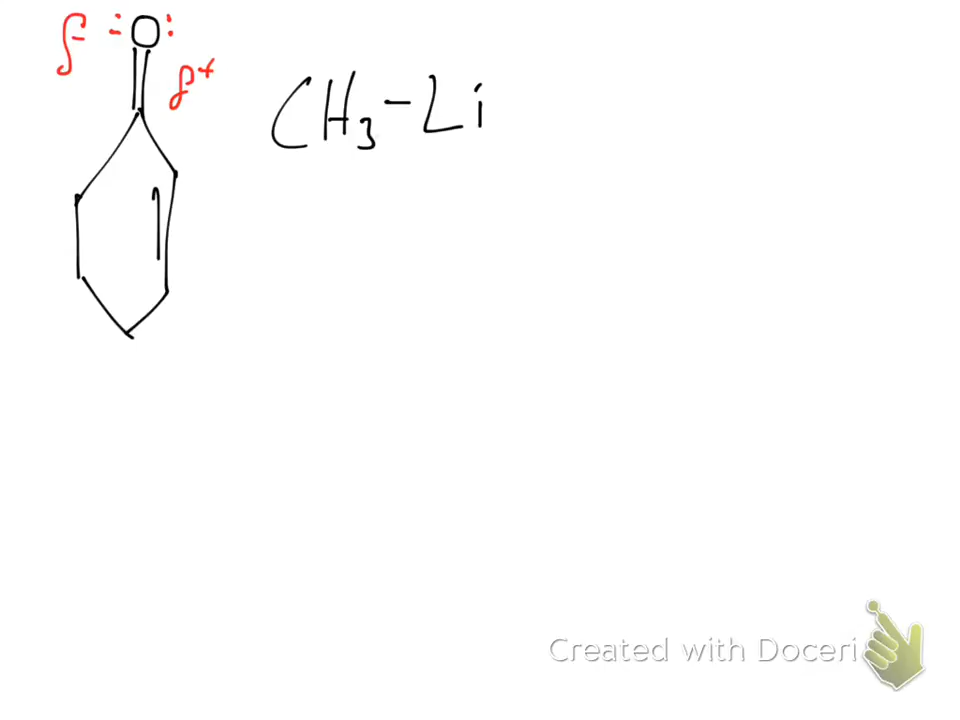 δ- :O:
δ+
CH3-Li
Created with Doceri